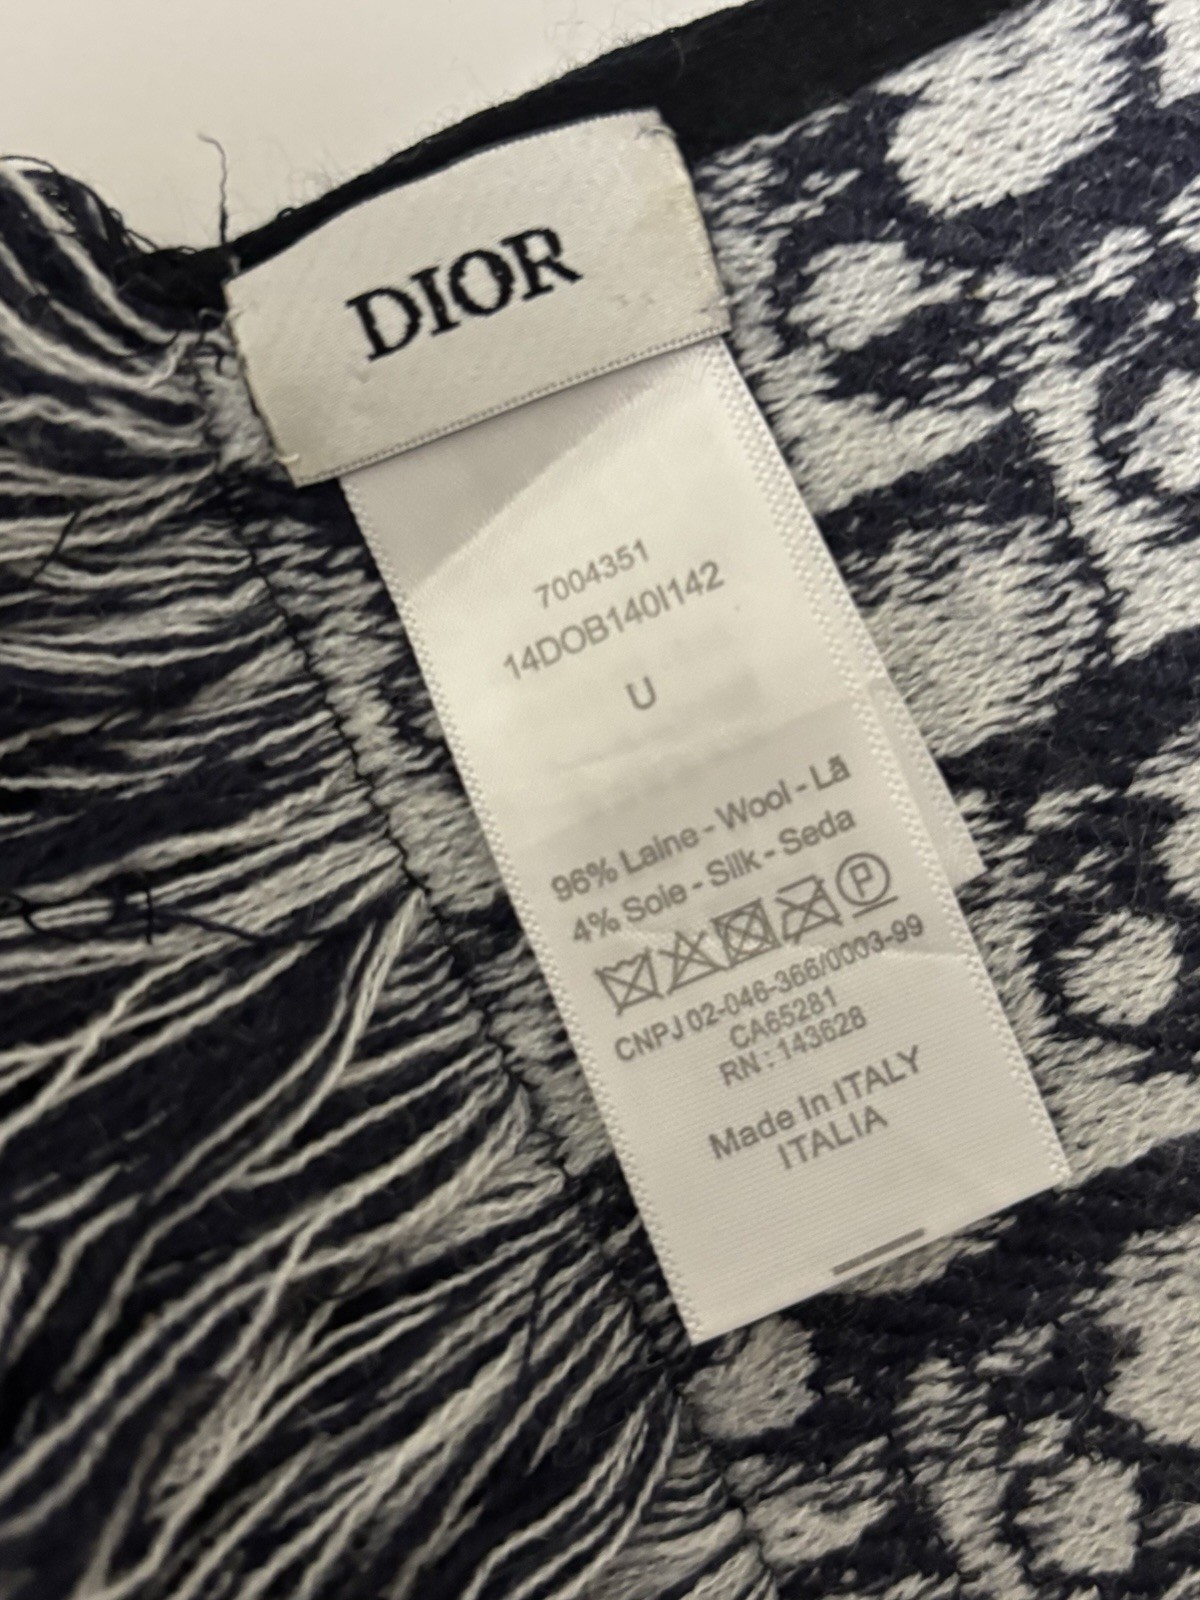 DIOR
7004351
14DOB140I142
U
96% Laine - Wool - Lã
4% Soie - Silk - Seda
P
CNPJ 02-046-366/0003-99
CA65281
RN : 143628
Made In ITALY
ITALIA